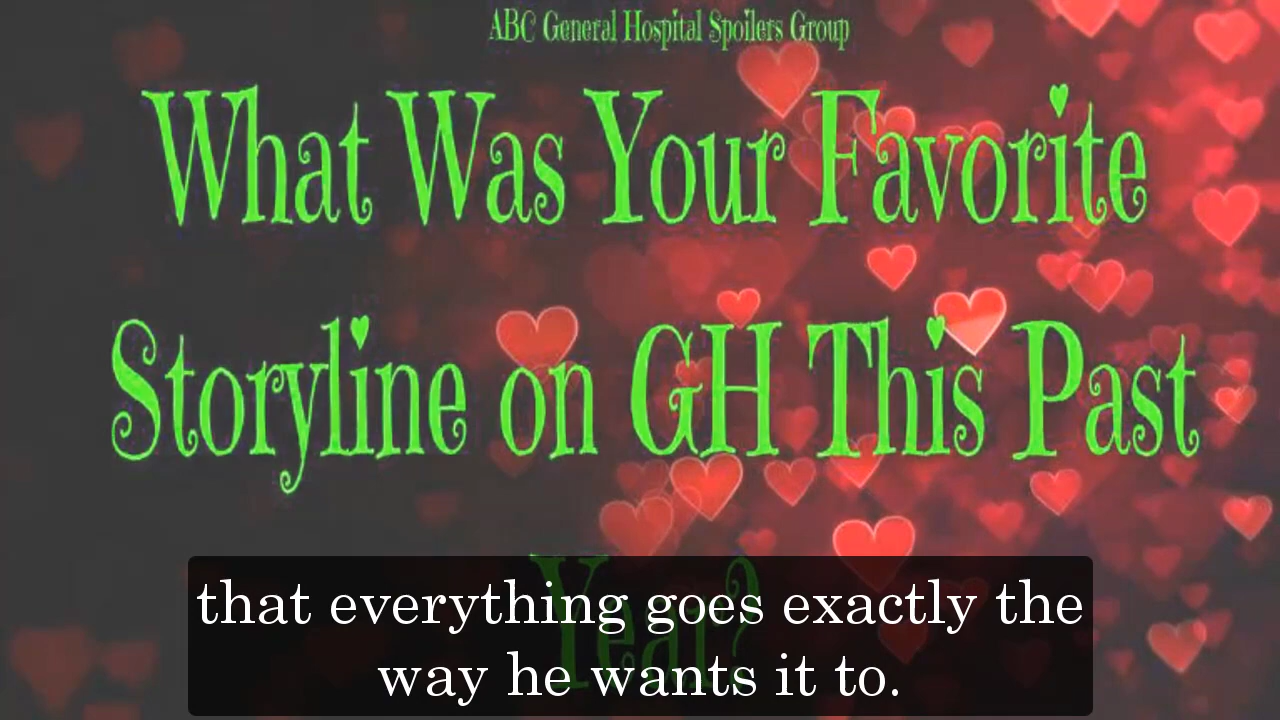 ABC General Hospital Spoilers Group
What Was Your Favorite
Storyline on GH This Past
Year?
that everything goes exactly the
way he wants it to.